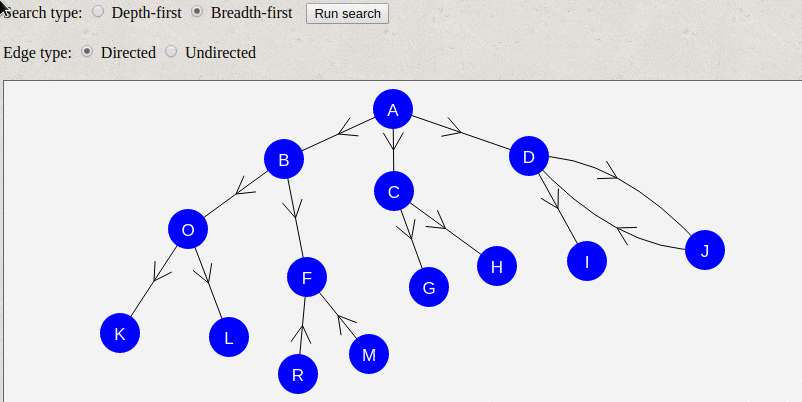 Search type: Depth-first Breadth-first Run search
Edge type: Directed Undirected
A
B
D
C
O
J
I
H
F
G
K
L
M
R